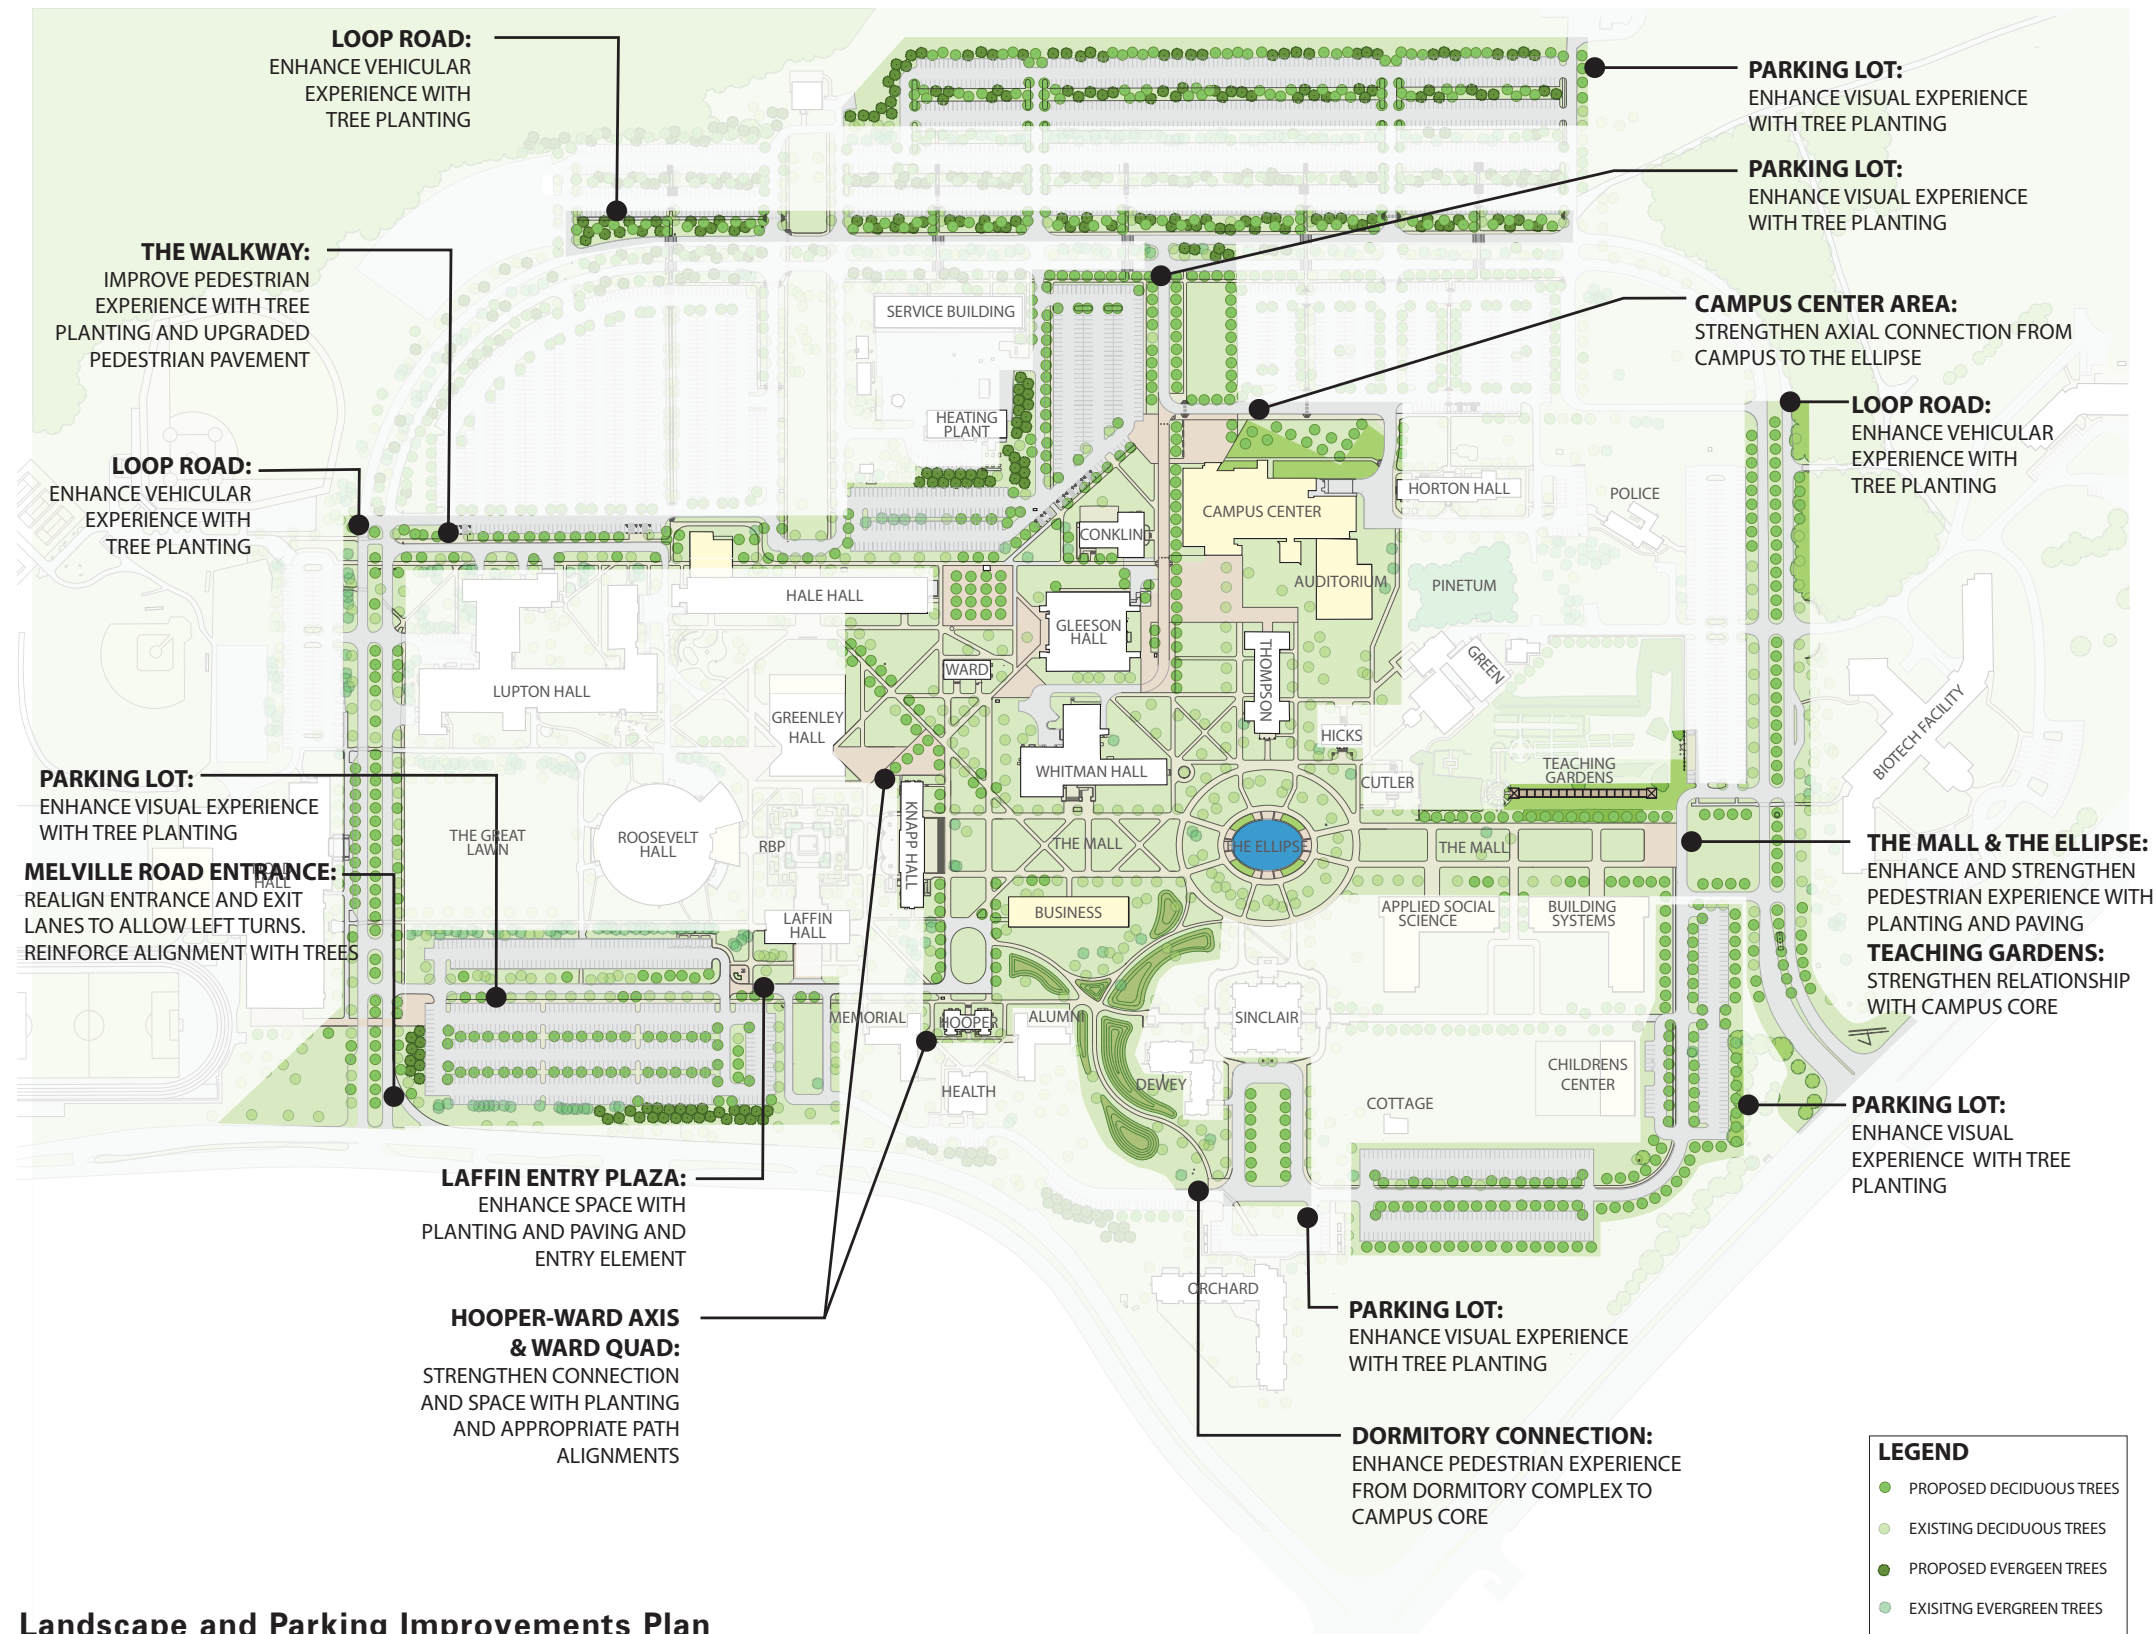 LOOP ROAD:
ENHANCE VEHICULAR
EXPERIENCE WITH
TREE PLANTING
PARKING LOT:
ENHANCE VISUAL EXPERIENCE
WITH TREE PLANTING
PARKING LOT:
ENHANCE VISUAL EXPERIENCE
WITH TREE PLANTING
THE WALKWAY:
IMPROVE PEDESTRIAN
EXPERIENCE WITH TREE
PLANTING AND UPGRADED
PEDESTRIAN PAVEMENT
CAMPUS CENTER AREA:
STRENGTHEN AXIAL CONNECTION FROM
CAMPUS TO THE ELLIPSE
LOOP ROAD:
ENHANCE VEHICULAR
EXPERIENCE WITH
TREE PLANTING
LOOP ROAD:
ENHANCE VEHICULAR
EXPERIENCE WITH
TREE PLANTING
SERVICE BUILDING
HEATING
PLANT
CONKLIN
CAMPUS CENTER
HORTON HALL
POLICE
AUDITORIUM
PINETUM
HALE HALL
GLEESON
HALL
WARD
THOMPSON
GREEN
LUPTON HALL
GREENLEY
HALL
HICKS
BIOTECH FACILITY
WHITMAN HALL
CUTLER
TEACHING
GARDENS
KNAPP HALL
THE GREAT
LAWN
ROOSEVELT
HALL
RBP
THE MALL
THE ELLIPSE
THE MALL
PARKING LOT:
ENHANCE VISUAL EXPERIENCE
WITH TREE PLANTING
HALL
MELVILLE ROAD ENTRANCE:
REALIGN ENTRANCE AND EXIT
LANES TO ALLOW LEFT TURNS.
REINFORCE ALIGNMENT WITH TREES
THE MALL & THE ELLIPSE:
ENHANCE AND STRENGTHEN
PEDESTRIAN EXPERIENCE WITH
PLANTING AND PAVING
TEACHING GARDENS:
STRENGTHEN RELATIONSHIP
WITH CAMPUS CORE
LAFFIN
HALL
BUSINESS
APPLIED SOCIAL
SCIENCE
BUILDING
SYSTEMS
MEMORIAL
HOOPER
ALUMNI
SINCLAIR
HEALTH
DEWEY
CHILDRENS
CENTER
COTTAGE
ORCHARD
PARKING LOT:
ENHANCE VISUAL
EXPERIENCE WITH TREE
PLANTING
LAFFIN ENTRY PLAZA:
ENHANCE SPACE WITH
PLANTING AND PAVING AND
ENTRY ELEMENT
HOOPER-WARD AXIS
& WARD QUAD:
STRENGTHEN CONNECTION
AND SPACE WITH PLANTING
AND APPROPRIATE PATH
ALIGNMENTS
PARKING LOT:
ENHANCE VISUAL EXPERIENCE
WITH TREE PLANTING
DORMITORY CONNECTION:
ENHANCE PEDESTRIAN EXPERIENCE
FROM DORMITORY COMPLEX TO
CAMPUS CORE
LEGEND
PROPOSED DECIDUOUS TREES
EXISTING DECIDUOUS TREES
PROPOSED EVERGEEN TREES
EXISITNG EVERGREEN TREES
Landscape and Parking Improvements Plan